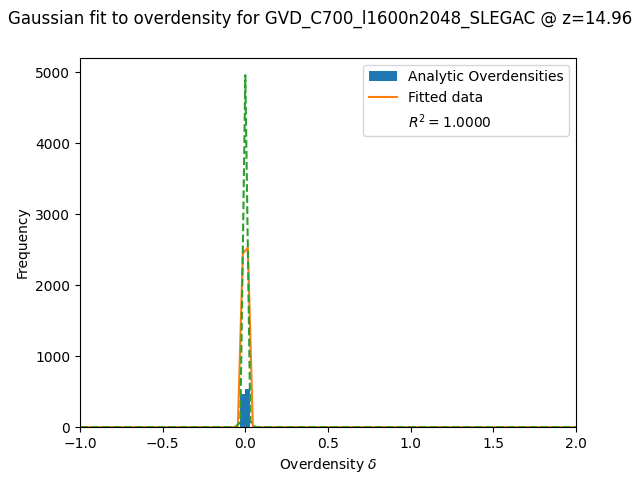 Gaussian fit to overdensity for GVD_C700_l1600n2048_SLEGAC @ z=14.96
Analytic Overdensities
Fitted data
R² = 1.0000
5000
4000
3000
2000
1000
0
Frequency
−1.0 −0.5 0.0 0.5 1.0 1.5 2.0
Overdensity δ